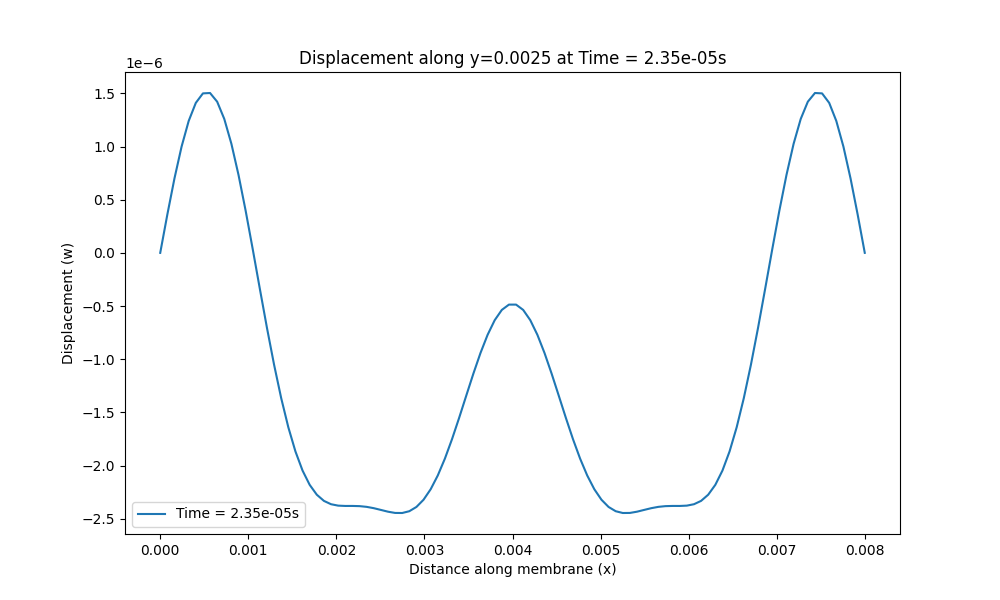 Displacement along y=0.0025 at Time = 2.35e-05s
1e−6
1.5
1.0
0.5
0.0
−0.5
−1.0
−1.5
−2.0
−2.5
Displacement (w)
Time = 2.35e-05s
0.000 0.001 0.002 0.003 0.004 0.005 0.006 0.007 0.008
Distance along membrane (x)